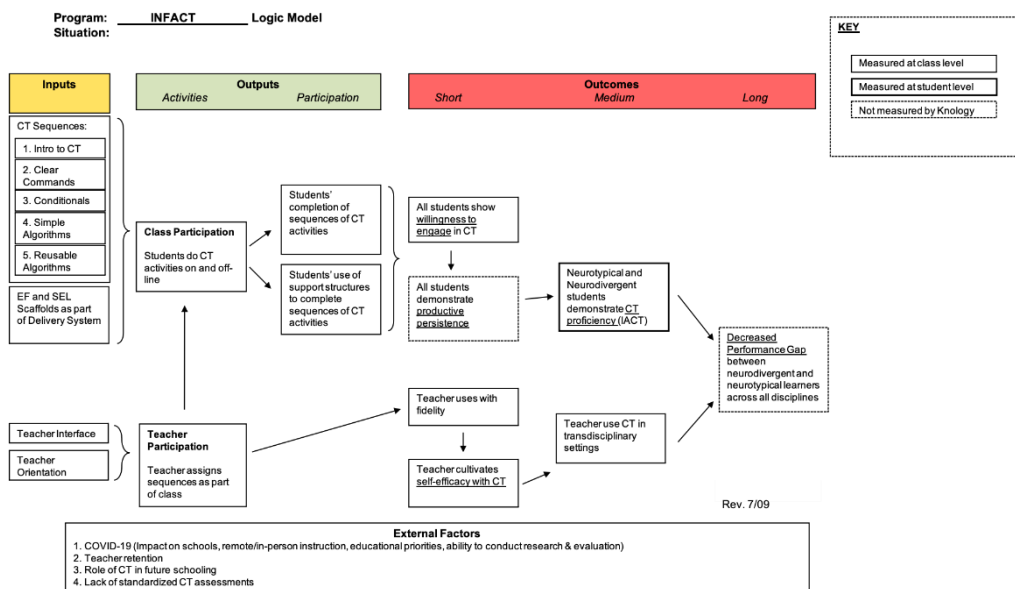 Program: INFACT Logic Model
Situation:
KEY
Measured at class level
Measured at student level
Not measured by Knology
Inputs
Outputs
Activities Participation
Outcomes
Short Medium Long
CT Sequences:
1. Intro to CT
2. Clear
Commands
3. Conditionals
4. Simple
Algorithms
5. Reusable
Algorithms
EF and SEL
Scaffolds as part
of Delivery System
Class Participation
Students do CT
activities on and off-
line
Students'
completion of
sequences of CT
activities
Students' use of
support structures
to complete
sequences of CT
activities
All students show
willingness to
engage in CT
All students
demonstrate
productive
persistence
Neurotypical and
Neurodivergent
students
demonstrate CT
proficiency (IACT)
Decreased
Performance Gap
between
neurodivergent and
neurotypical learners
across all disciplines
Teacher Interface
Teacher
Orientation
Teacher
Participation
Teacher assigns
sequences as part
of class
Teacher uses with
fidelity
Teacher cultivates
self-efficacy with CT
Teacher use CT in
transdisciplinary
settings
Rev. 7/09
External Factors
1. COVID-19 (Impact on schools, remote/in-person instruction, educational priorities, ability to conduct research & evaluation)
2. Teacher retention
3. Role of CT in future schooling
4. Lack of standardized CT assessments